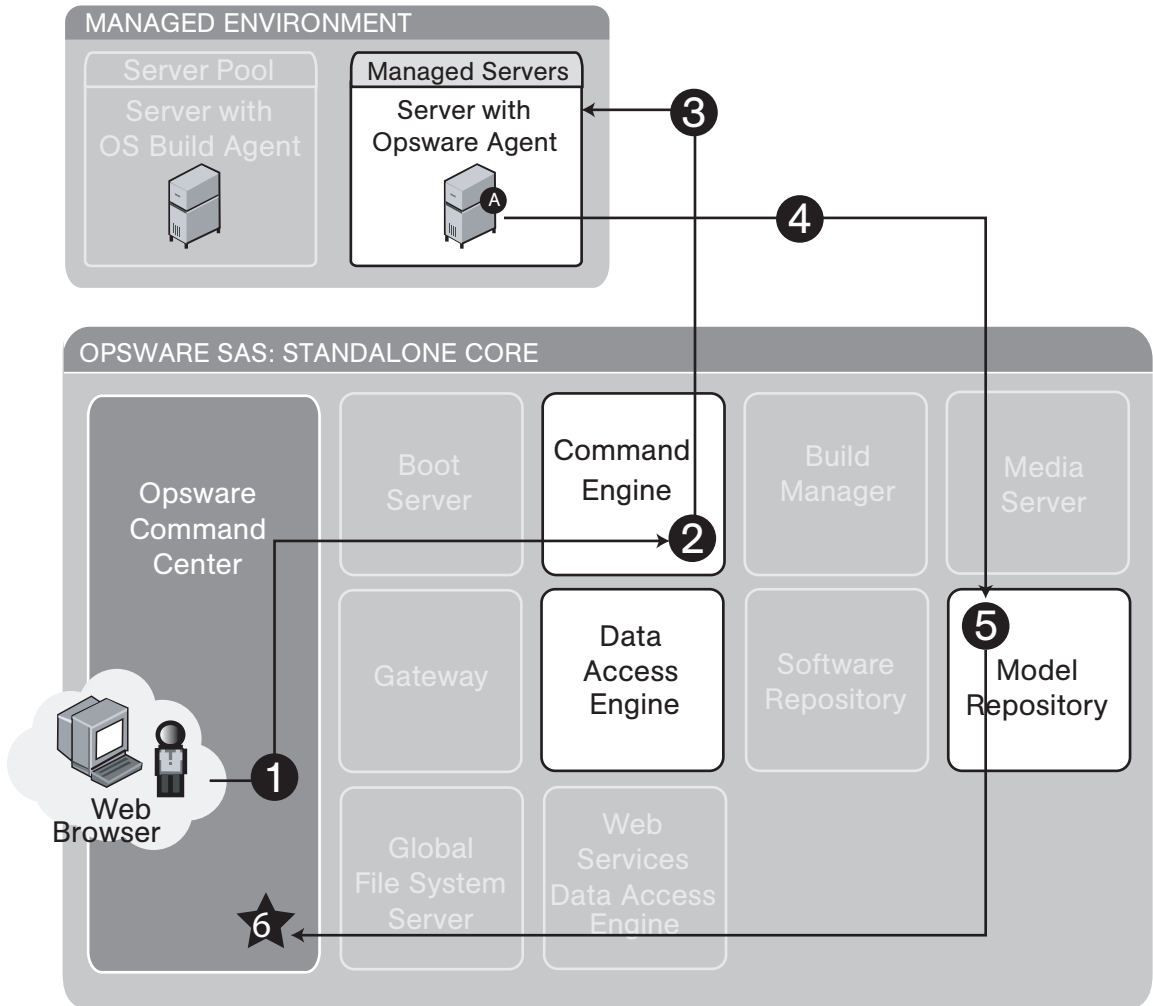 MANAGED ENVIRONMENT
Server Pool
Server with
OS Build Agent
Managed Servers
Server with
Opsware Agent
A
3
4
OPSWARE SAS: STANDALONE CORE
Opsware
Command
Center
Boot
Server
Command
Engine
2
Build
Manager
Media
Server
Gateway
Data
Access
Engine
Software
Repository
5
Model
Repository
1
Web
Browser
Global
File System
Server
Web
Services
Data Access
Engine
6